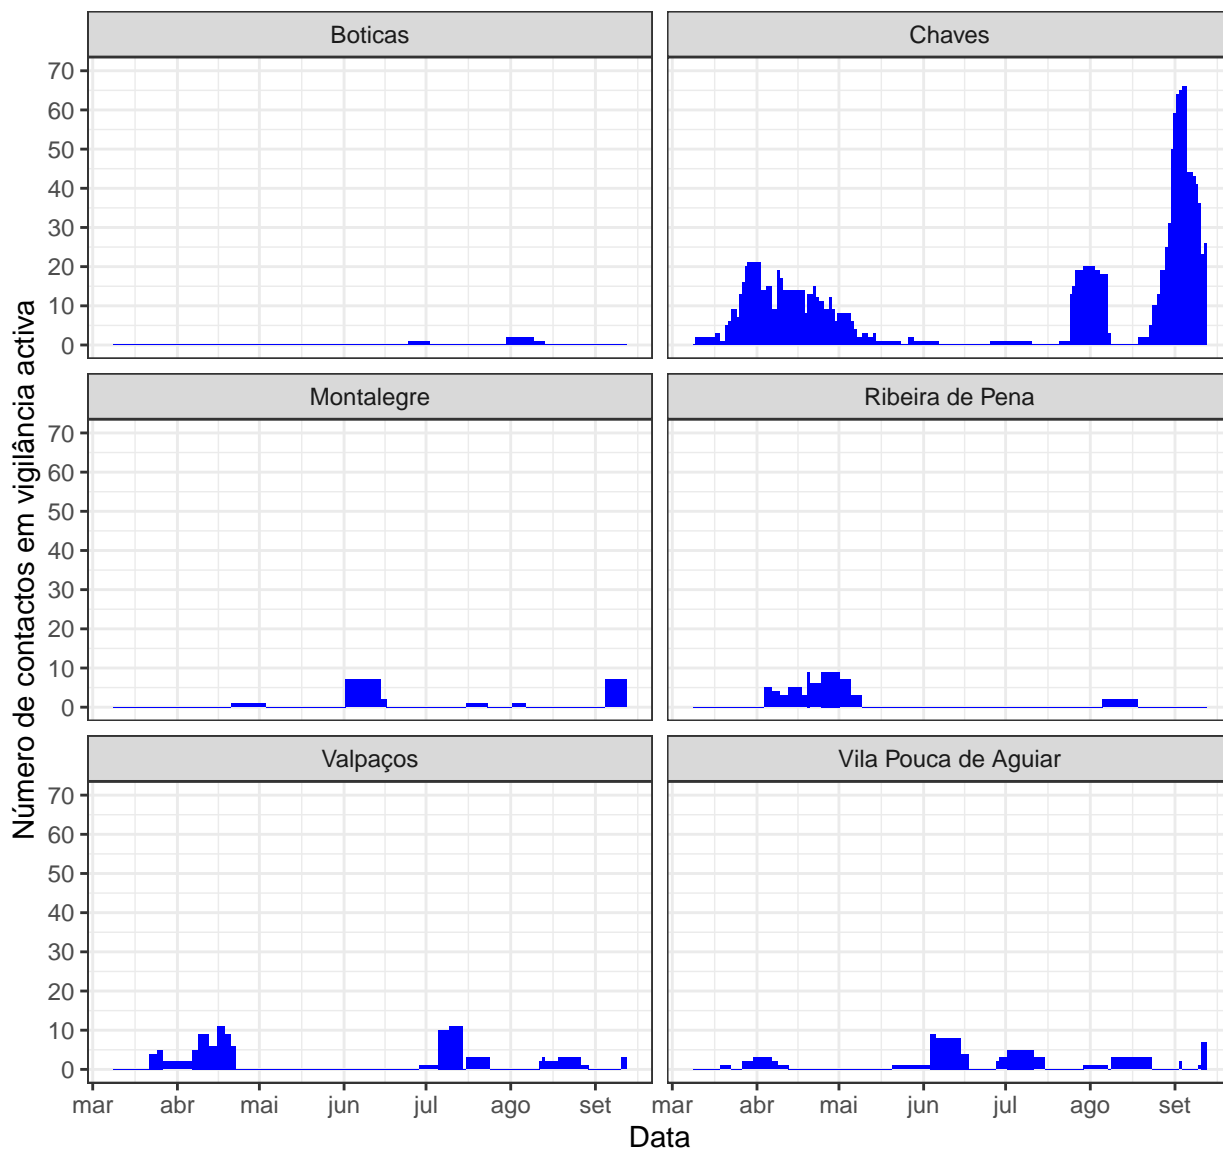 Boticas
Chaves
70
60
50
40
30
20
10
0
Montalegre
Ribeira de Pena
70
60
50
40
30
20
10
0
Valpaços
Vila Pouca de Aguiar
70
60
50
40
30
20
10
0
mar abr mai jun jul ago set
mar abr mai jun jul ago set
Data
Número de contactos em vigilância activa